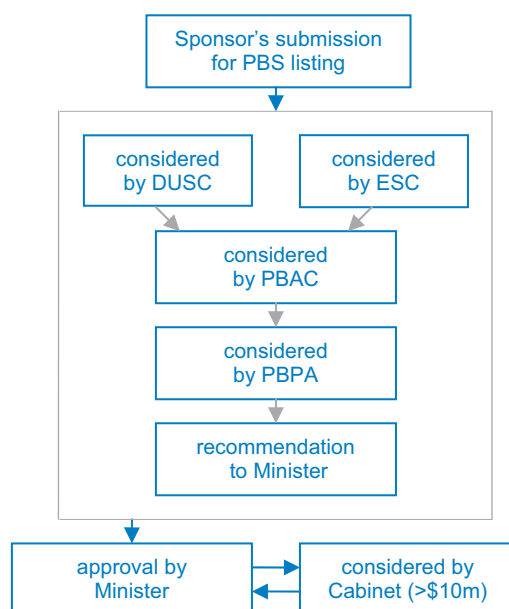 Sponsor’s submission
for PBS listing
considered
by DUSC
considered
by ESC
considered
by PBAC
considered
by PBPA
recommendation
to Minister
approval by
Minister
considered by
Cabinet (>$10m)